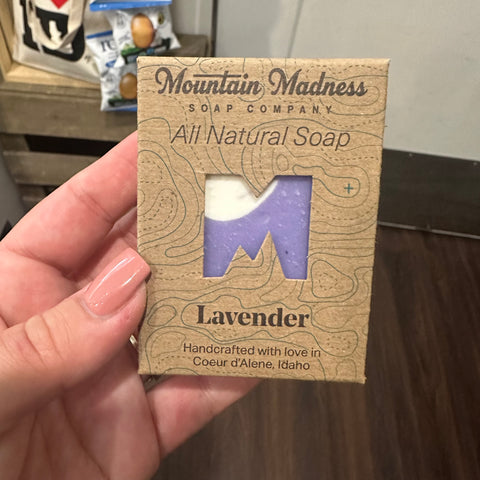 Mountain Madness
SOAP COMPANY
All Natural Soap
Lavender
Handcrafted with love in
Coeur d'Alene, Idaho